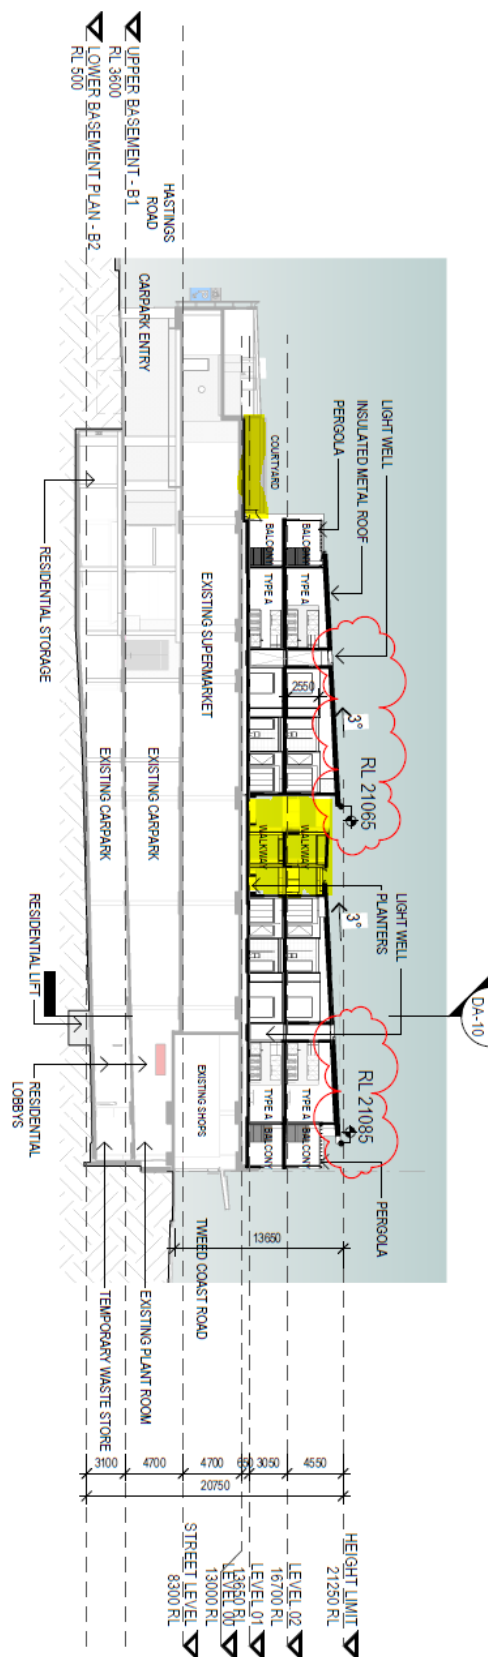 UPPER BASEMENT - B1
RL 3600
LOWER BASEMENT PLAN - B2
RL 500
HASTINGS
ROAD
CARPARK ENTRY
LIGHT WELL
INSULATED METAL ROOF
PERGOLA
COURTYARD
BALCONY
BALCONY
TYPE A
TYPE A
RESIDENTIAL STORAGE
EXISTING SUPERMARKET
EXISTING CARPARK
EXISTING CARPARK
2550
3°
RL 21065
WALKWAY
WALKWAY
3°
LIGHT WELL
PLANTERS
DA-10
RL 21085
TYPE A
TYPE A
BALCONY
BALCONY
PERGOLA
EXISTING SHOPS
RESIDENTIAL LIFT
RESIDENTIAL
LOBBYS
13650
TWEED COAST ROAD
EXISTING PLANT ROOM
TEMPORARY WASTE STORE
3100
4700
4700
650
3050
4550
20750
HEIGHT LIMIT
21250 RL
LEVEL 02
16700 RL
LEVEL 01
13650 RL
LEVEL 00
13000 RL
STREET LEVEL
8300 RL